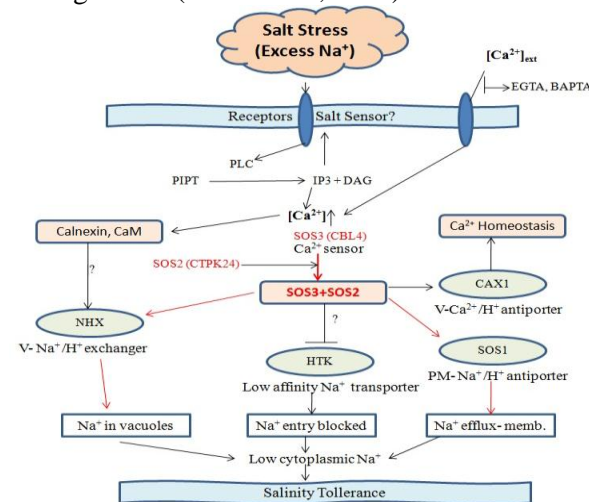 Salt Stress
(Excess Na⁺)
[Ca²⁺]ext
EGTA, BAPTA
Receptors
Salt Sensor?
PLC
PIPT
IP3 + DAG
[Ca²⁺]
Calnexin, CaM
SOS3 (CBL4)
Ca²⁺ sensor
Ca²⁺ Homeostasis
SOS2 (CTPK24)
?
SOS3+SOS2
CAX1
V-Ca²⁺/H⁺antiporter
NHX
?
V- Na⁺/H⁺exchanger
SOS1
HTK
PM-Na⁺/H⁺antiporter
Low affinity Na⁺ transporter
Na⁺ in vacuoles
Na⁺ entry blocked
Na⁺ efflux- memb.
Low cytoplasmic Na⁺
Salinity Tollerance